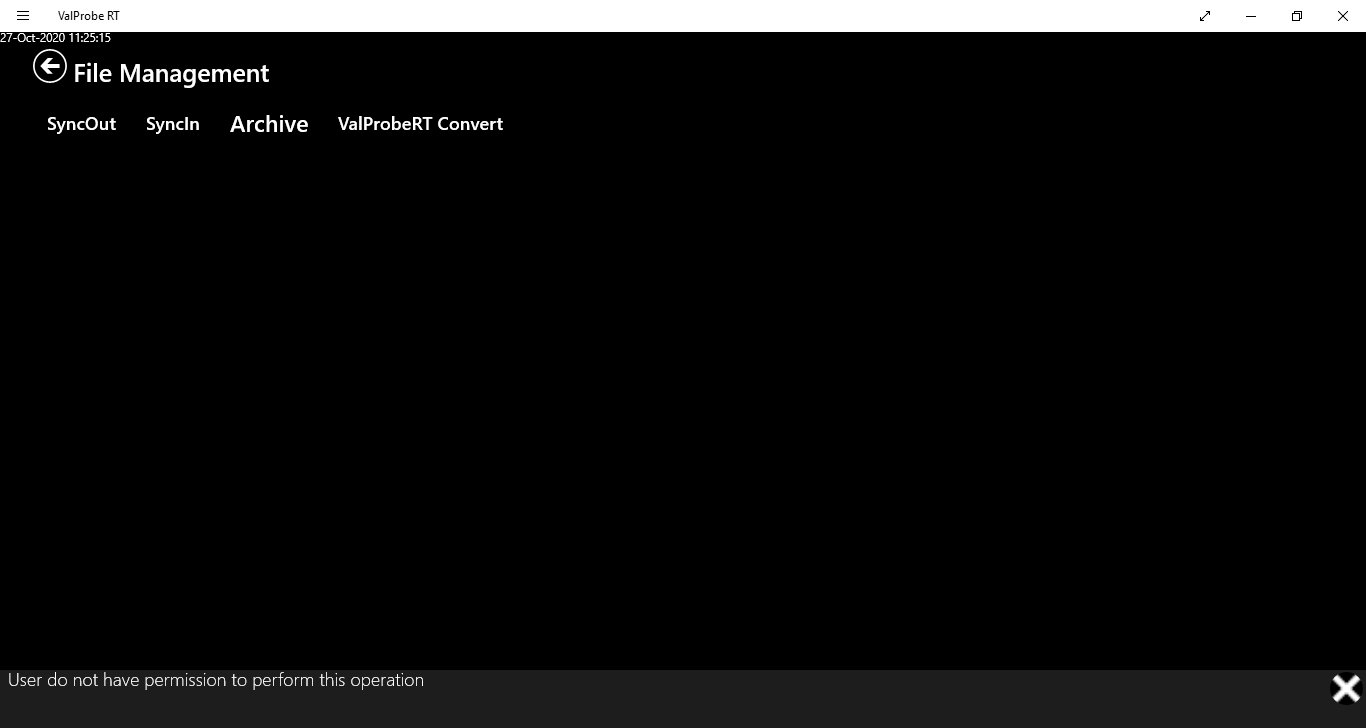 ValProbe RT
27-Oct-2020 11:25:15
File Management
SyncOut SyncIn Archive ValProbeRT Convert
User do not have permission to perform this operation